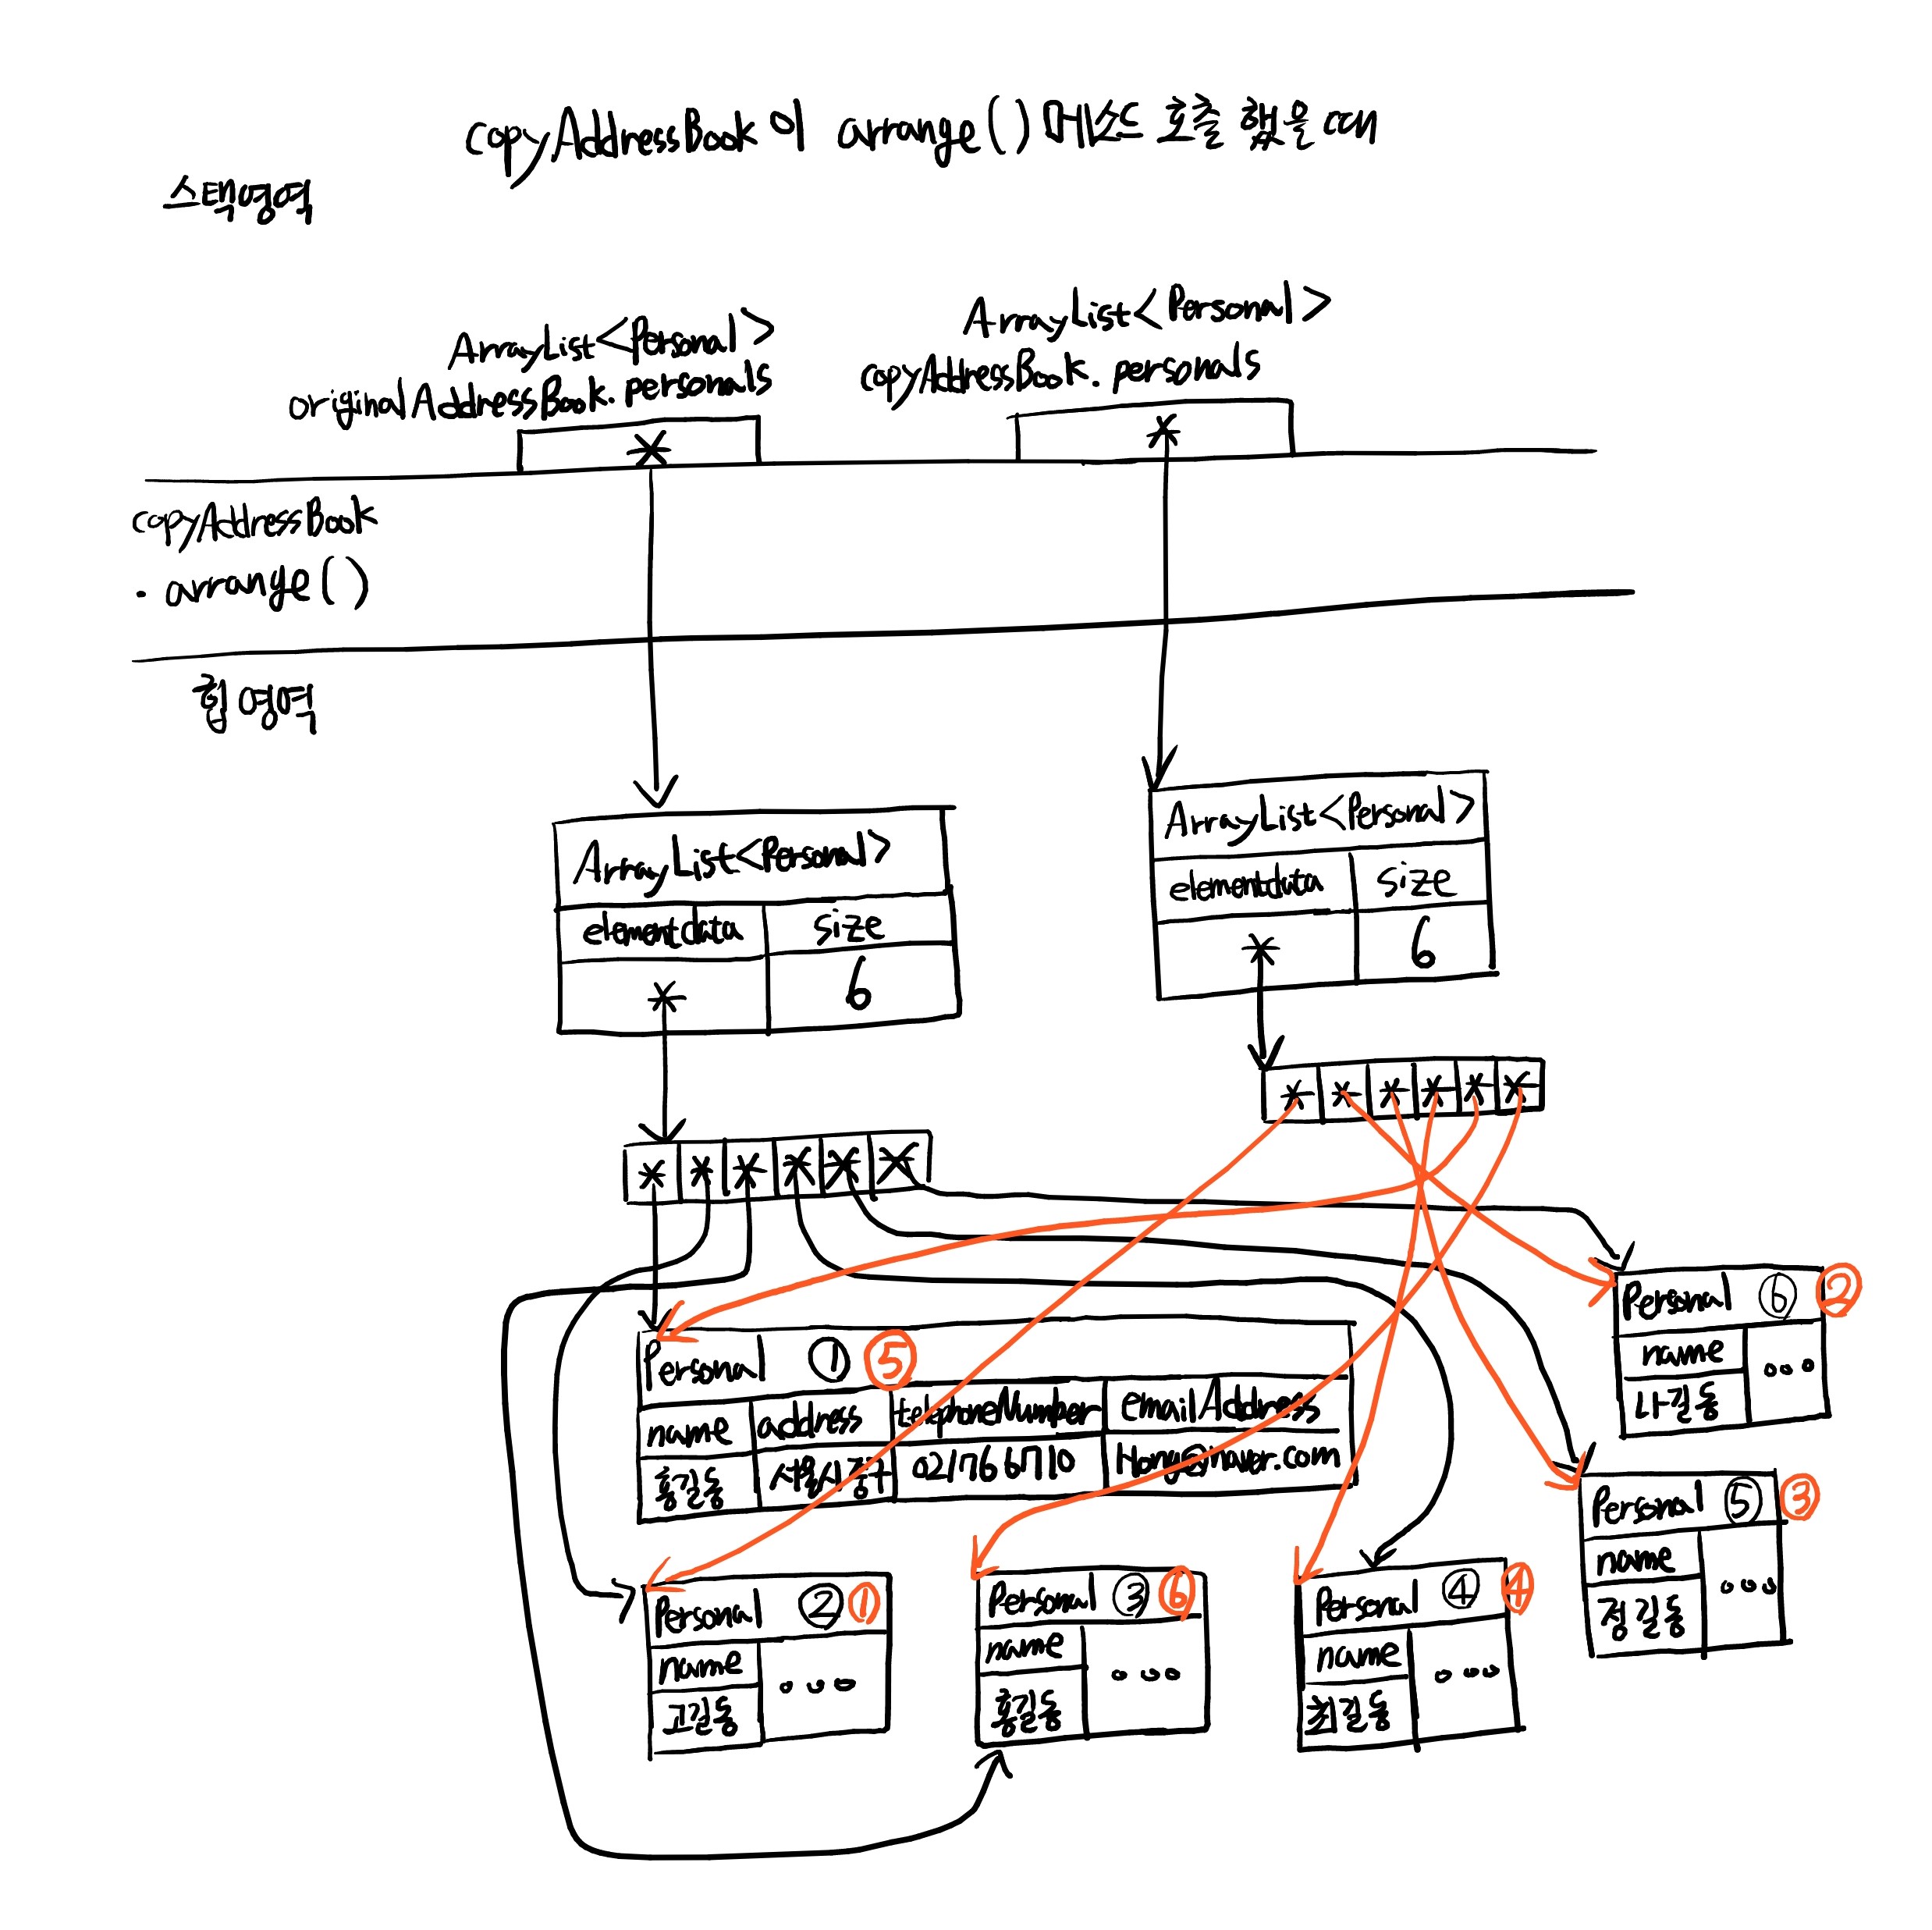 copyAddressBook이 arrange()메소드 호출 했을 때
스택영역
ArrayList<Personal>
originalAddressBook.personals
*
ArrayList<Personal>
copyAddressBook.personals
*
copyAddressBook
.arrange()
힙영역
ArrayList<Personal>
elementdata size
* 6
ArrayList<Personal>
elementdata size
* 6
* * * * * *
* * * * * *
Personal ⑥ ②
name ...
나길동
Personal ① ⑤
name address telephoneNumber emailAddress
홍길동 서울시중구 021766710 Hong@naver.com
Personal ⑤ ③
name ...
정길동
Personal ② ①
name ...
고길동
Personal ③ ⑥
name ...
홍길동
Personal ④ ④
name ...
최길동